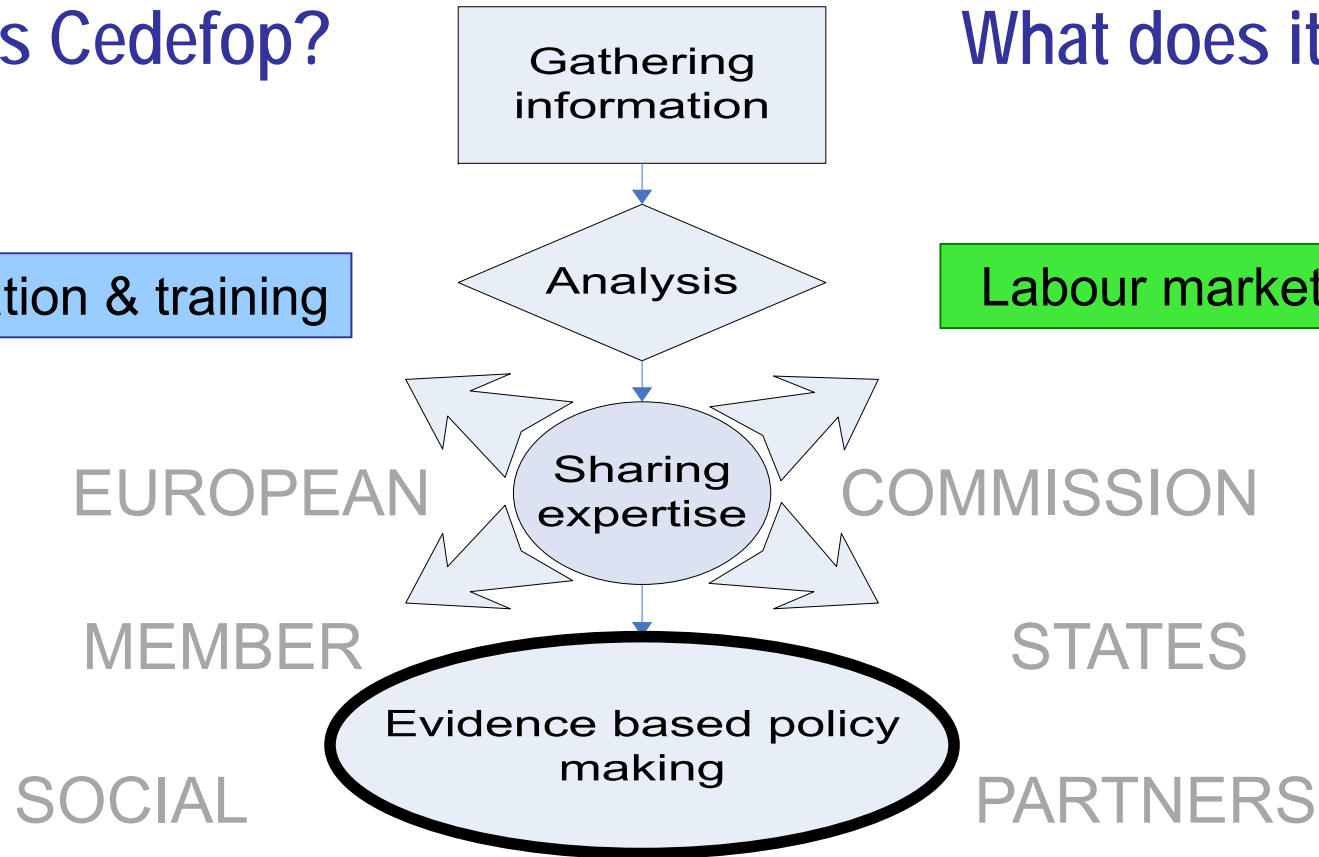 s Cedefop?
What does it
Gathering
information
Analysis
ation & training
Labour market
Sharing
expertise
EUROPEAN
COMMISSION
MEMBER
STATES
Evidence based policy
making
SOCIAL
PARTNERS